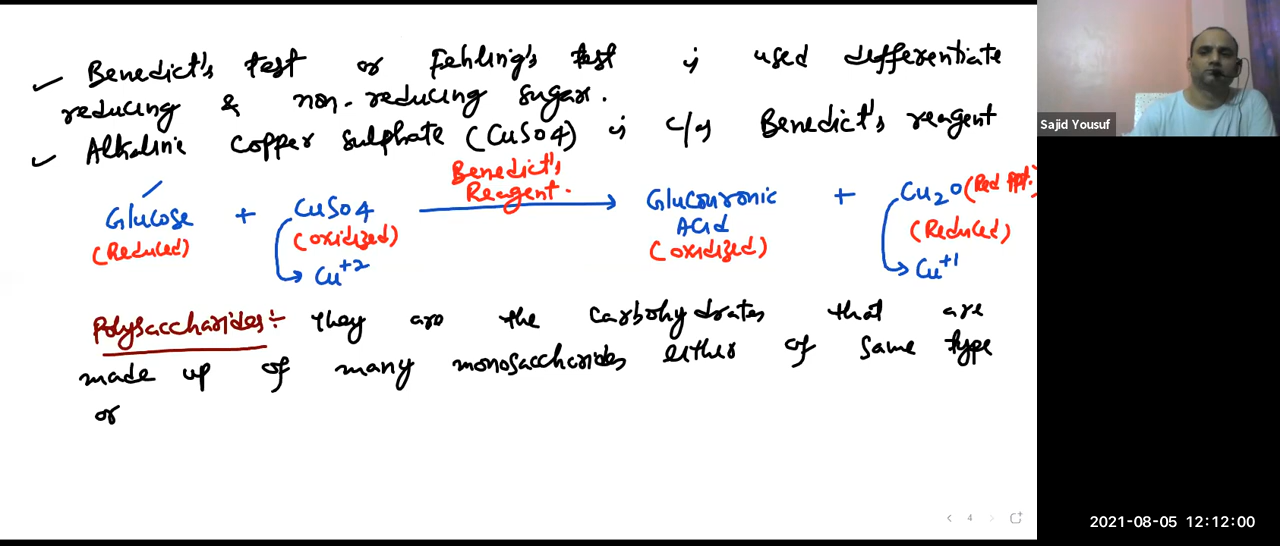 Benedict's test or Fehling's test is used differentiate
reducing & non-reducing sugars.
Alkaline copper sulphate (CuSO4) is c/as Benedict's reagent
Glucose + CuSO4 Benedict's Reagent. Glucouronic Acid + Cu2O (Red ppt.)
(Reduced) (oxidized) (oxidized) (Reduced)
Cu+2 Cu+1
Polysaccharides:- They are the carbohydrates that are
made up of many monosaccharides either of same type
or
4
Sajid Yousuf
2021-08-05 12:12:00